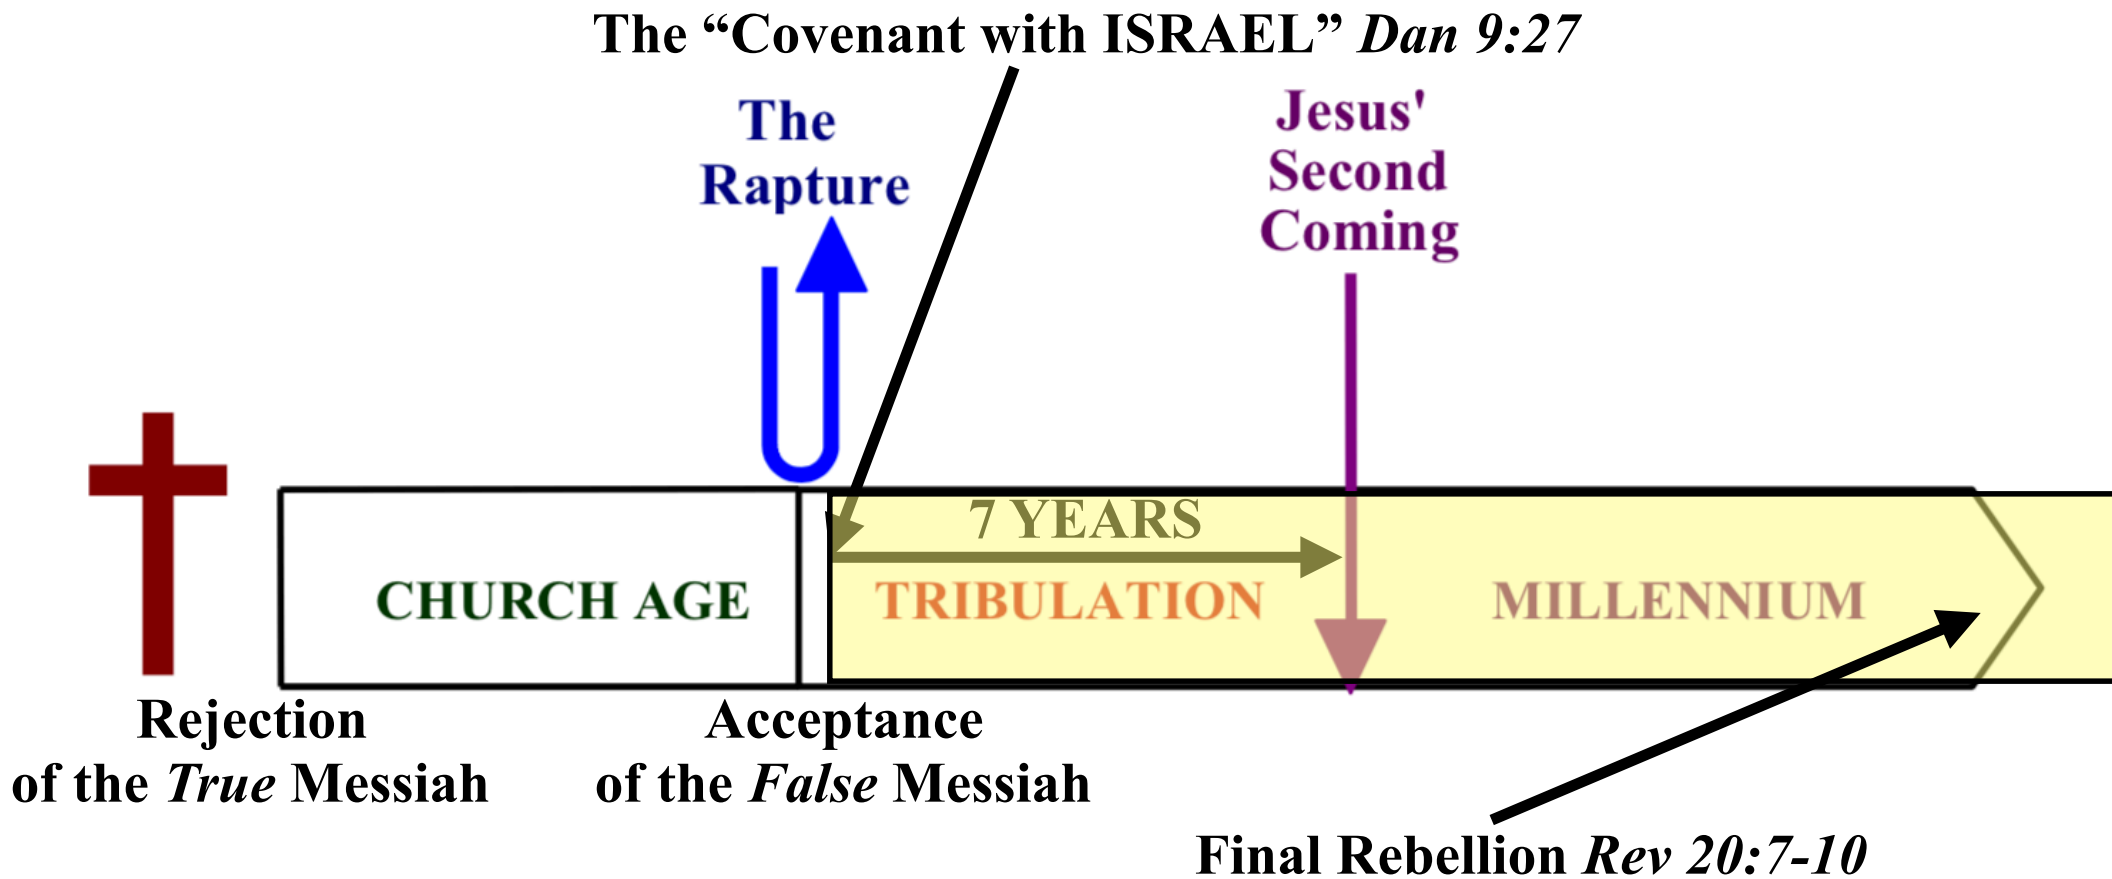 The “Covenant with ISRAEL” Dan 9:27
The
Rapture
Jesus'
Second
Coming
7 YEARS
CHURCH AGE
TRIBULATION
MILLENNIUM
Rejection
of the True Messiah
Acceptance
of the False Messiah
Final Rebellion Rev 20:7-10